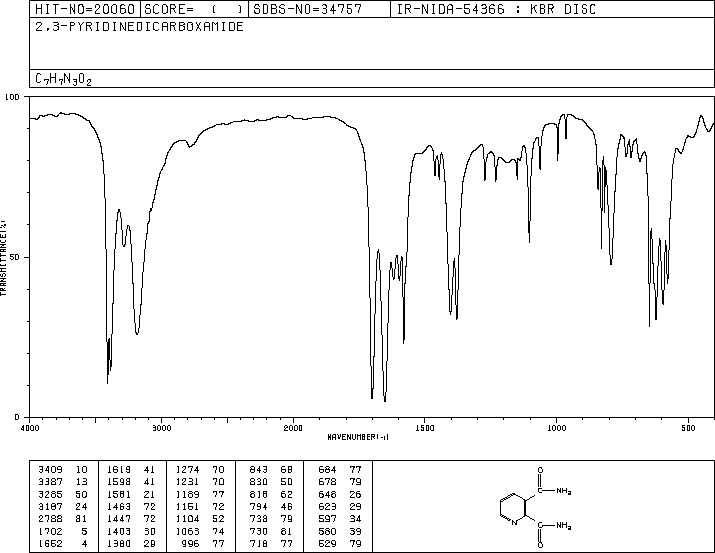 HIT-NO=20060 SCORE= ( ) SDBS-NO=34757 IR-NIDA-54366 : KBR DISC
2,3-PYRIDINEDICARBOXAMIDE
C7H7N3O2
100
50
0
TRANSMITTANCE(%)
4000 3000 2000 1500 1000 500
WAVENUMBER(-1)
3409 10 1619 41 1274 70 843 68 684 77
3387 13 1598 41 1231 70 830 50 678 79
3285 50 1581 21 1189 77 818 62 648 26
3187 24 1463 72 1151 72 794 46 623 29
2788 81 1447 72 1104 52 738 79 597 34
1702 5 1403 30 1063 74 730 81 580 39
1652 4 1380 29 996 77 718 77 529 79
O
C—NH2
N
C—NH2
O